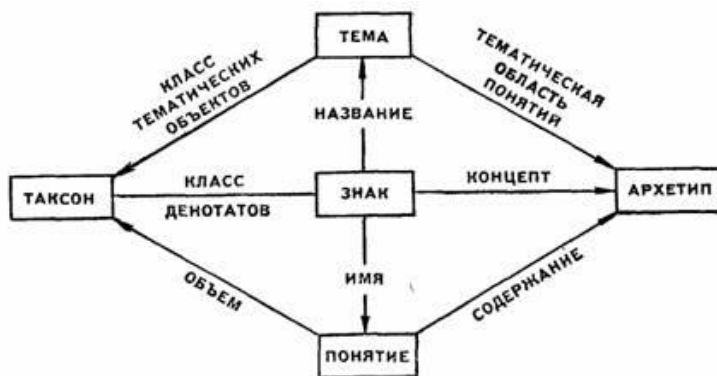 ТЕМА
КЛАСС
ТЕМАТИЧЕСКИХ
ОБЪЕКТОВ
ТЕМАТИЧЕСКАЯ
ОБЛАСТЬ
ПОНЯТИЙ
НАЗВАНИЕ
ТАКСОН
КЛАСС
ДЕНОТАТОВ
ЗНАК
КОНЦЕПТ
АРХЕТИП
ОБЪЕМ
ИМЯ
СОДЕРЖАНИЕ
ПОНЯТИЕ